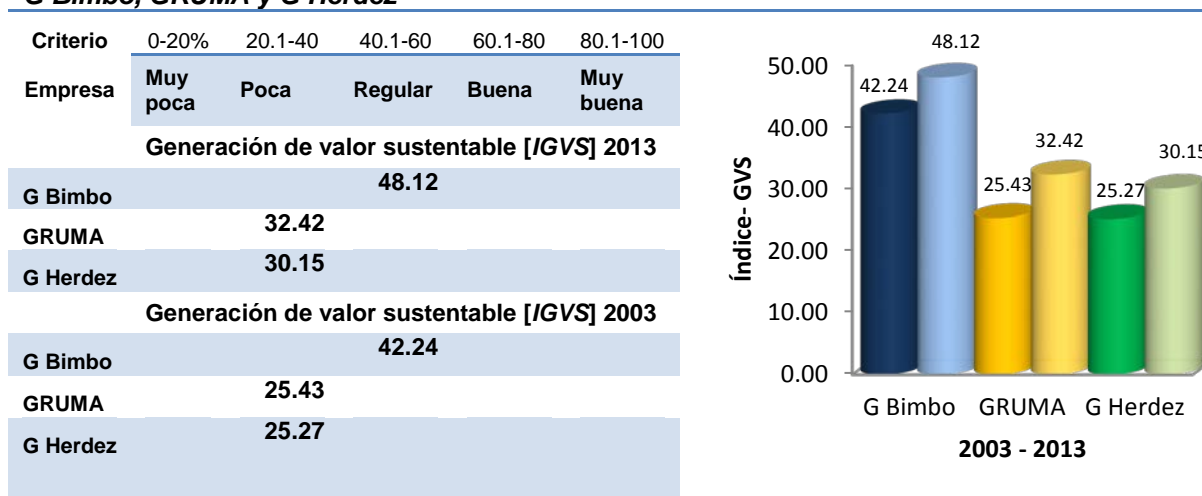 G Bimbo, GRUMA y G Herdez
Criterio 0-20% 20.1-40 40.1-60 60.1-80 80.1-100
Empresa Muy poca Poca Regular Buena Muy buena
Generación de valor sustentable [IGVS] 2013
G Bimbo 48.12
GRUMA 32.42
G Herdez 30.15
Generación de valor sustentable [IGVS] 2003
G Bimbo 42.24
GRUMA 25.43
G Herdez 25.27
Índice- GVS
50.00
40.00
30.00
20.00
10.00
0.00
42.24 48.12 25.43 32.42 25.27 30.15
G Bimbo GRUMA G Herdez
2003 - 2013